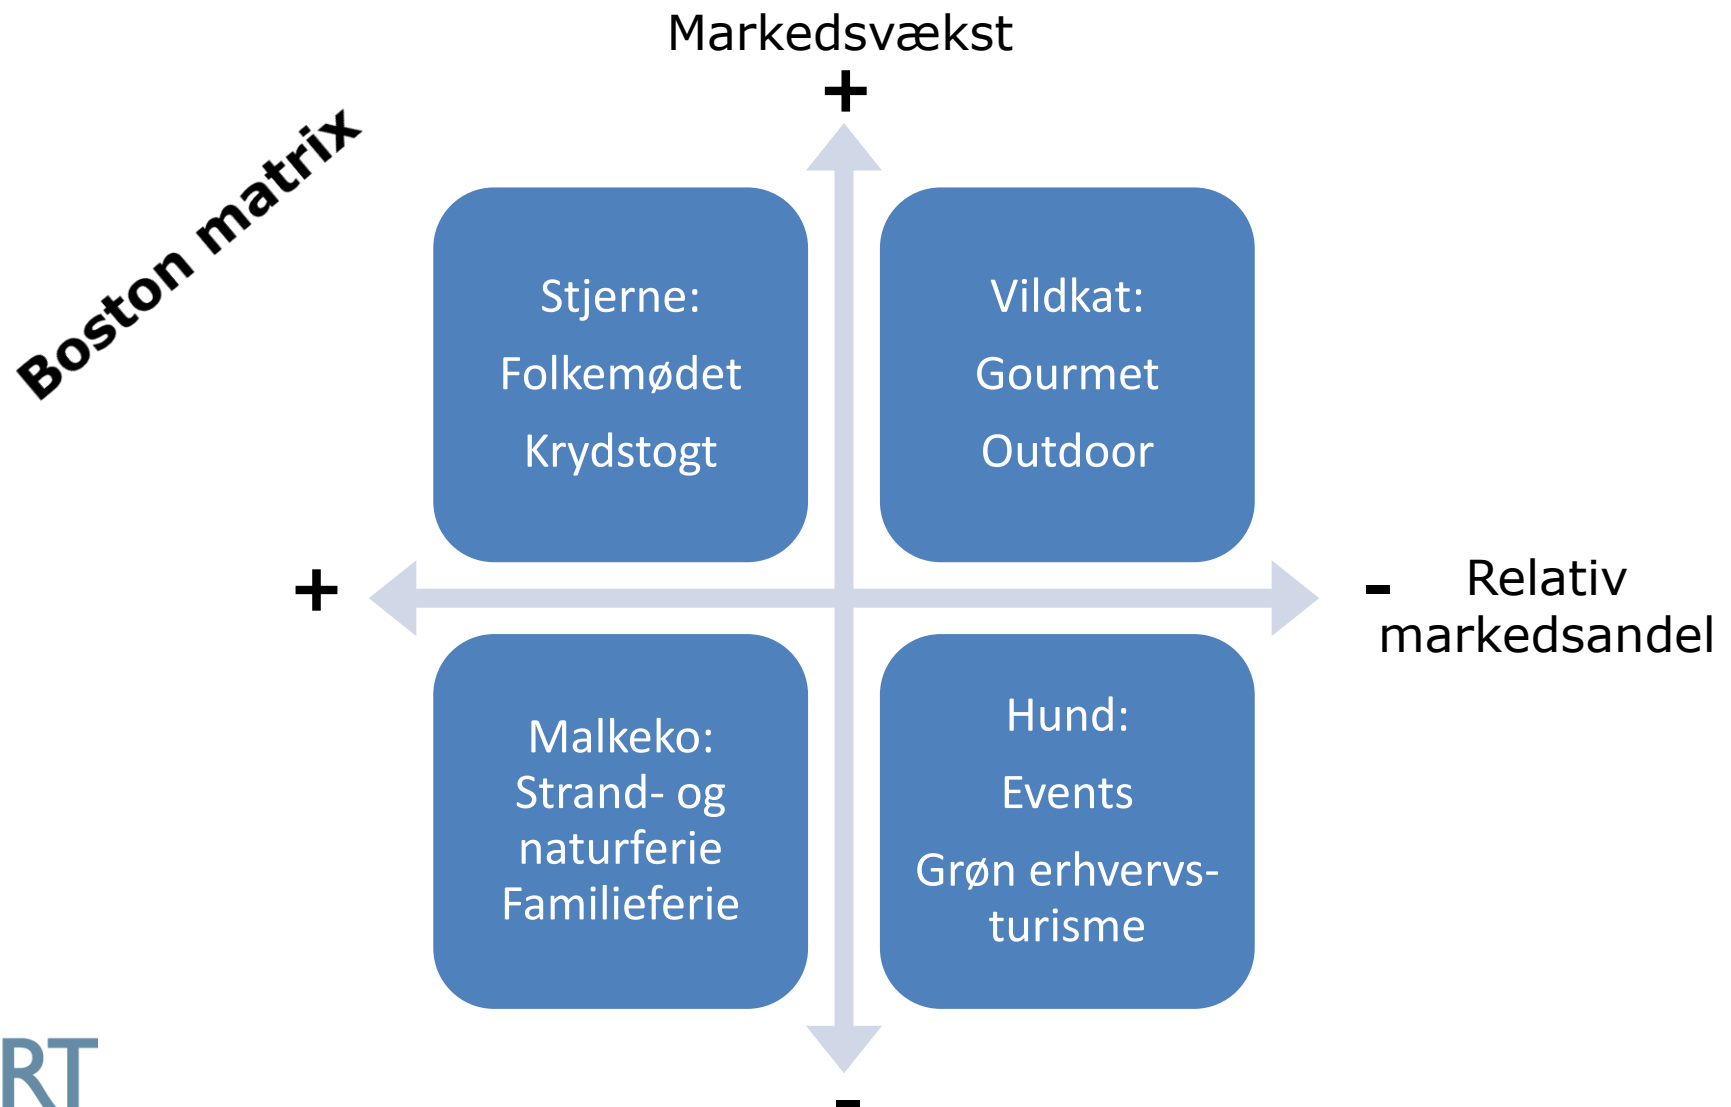 Markedsvækst
+
Boston matrix
Stjerne:
Folkemødet
Krydstogt
Vildkat:
Gourmet
Outdoor
+
-
Relativ
markedsandel
Malkeko:
Strand- og
naturferie
Familieferie
Hund:
Events
Grøn erhvervs-
turisme
RT
-